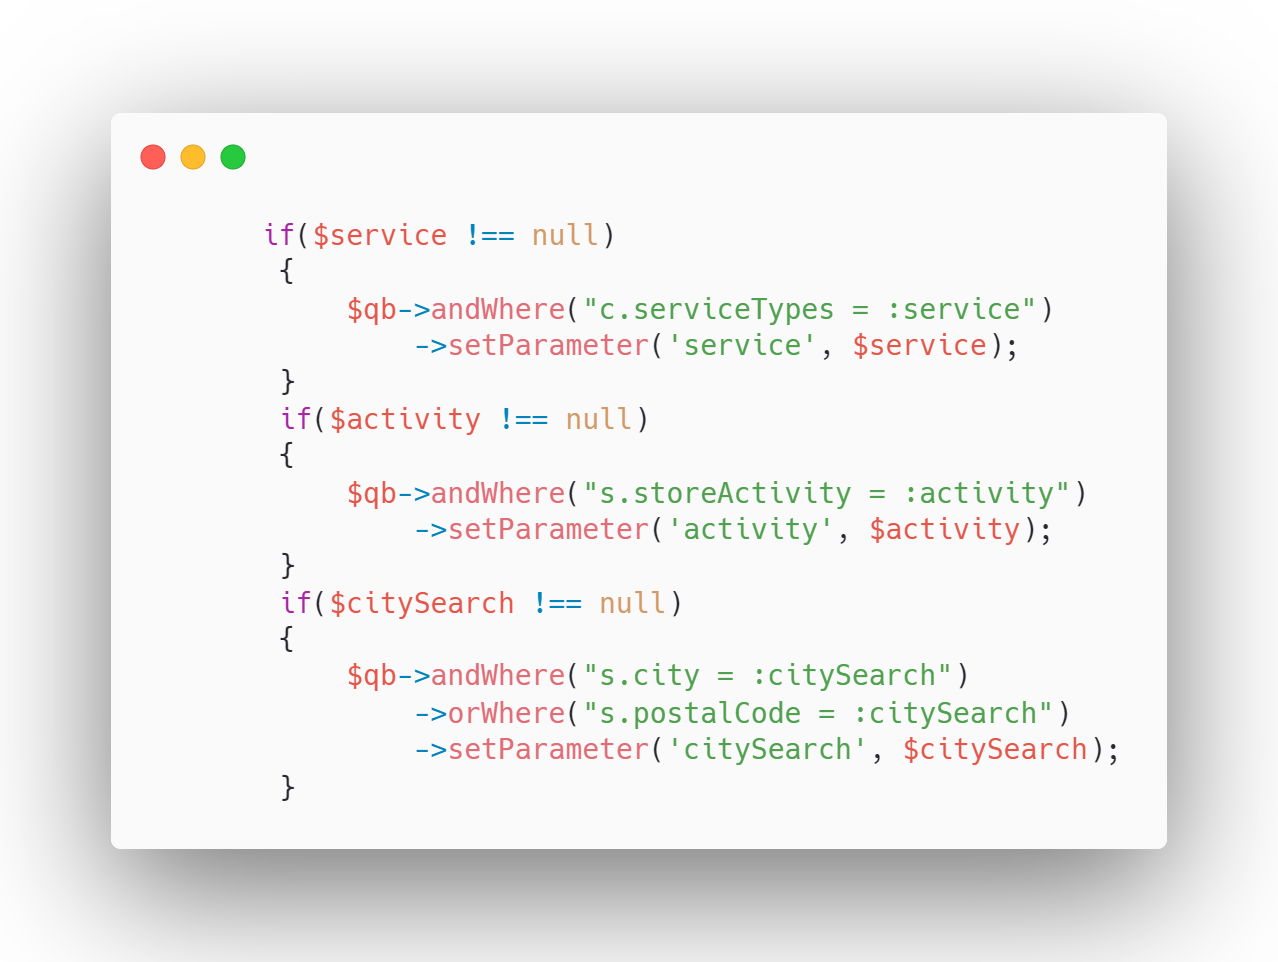 if($service !== null)
{
$qb->andWhere("c.serviceTypes = :service")
->setParameter('service', $service);
}
if($activity !== null)
{
$qb->andWhere("s.storeActivity = :activity")
->setParameter('activity', $activity);
}
if($citySearch !== null)
{
$qb->andWhere("s.city = :citySearch")
->orWhere("s.postalCode = :citySearch")
->setParameter('citySearch', $citySearch);
}